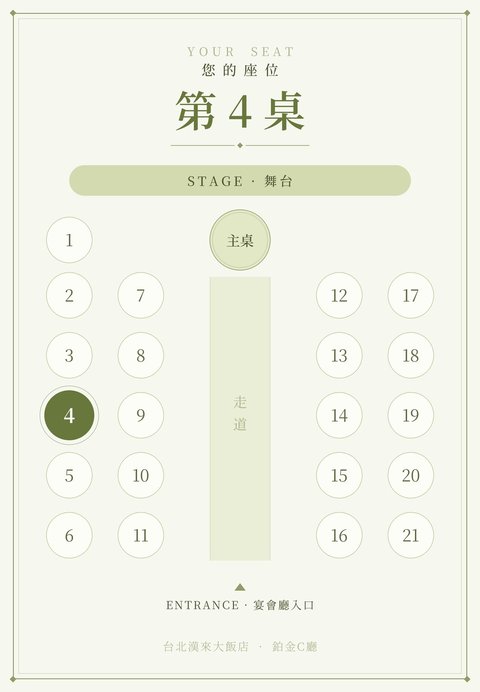 YOUR SEAT
您的座位
第4桌
STAGE · 舞台
1 主桌
2 7 12 17
3 8 13 18
4 9 14 19
走
道
5 10 15 20
6 11 16 21
ENTRANCE · 宴會廳入口
台北漢來大飯店 · 鉑金C廳